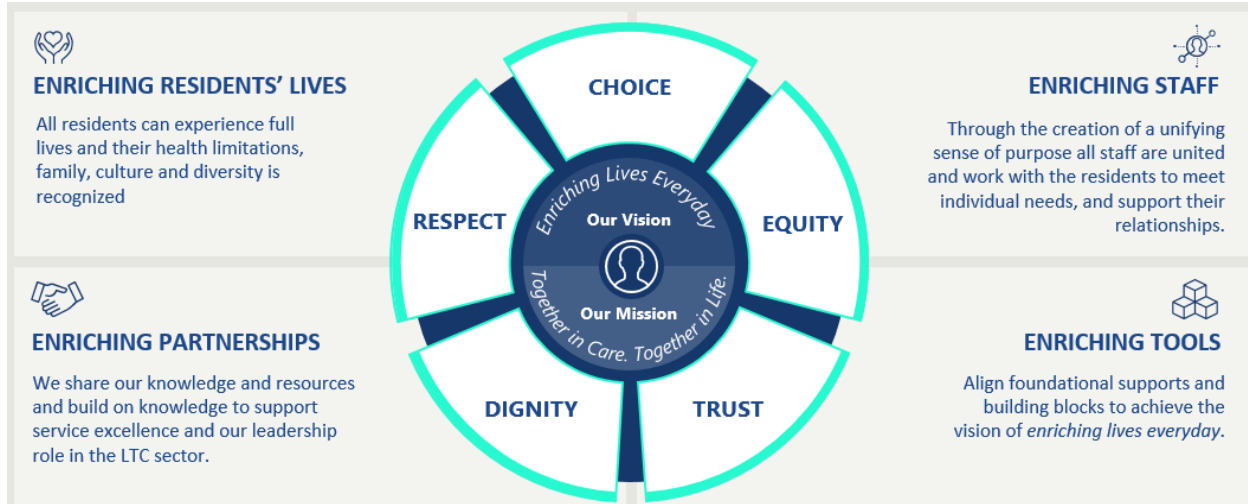 ENRICHING RESIDENTS’ LIVES
All residents can experience full
lives and their health limitations,
family, culture and diversity is
recognized
ENRICHING STAFF
Through the creation of a unifying
sense of purpose all staff are united
and work with the residents to meet
individual needs, and support their
relationships.
CHOICE
RESPECT
EQUITY
Enriching Lives Everyday
Our Vision
Our Mission
Together in Care. Together in Life.
DIGNITY
TRUST
ENRICHING PARTNERSHIPS
We share our knowledge and resources
and build on knowledge to support
service excellence and our leadership
role in the LTC sector.
ENRICHING TOOLS
Align foundational supports and
building blocks to achieve the
vision of enriching lives everyday.